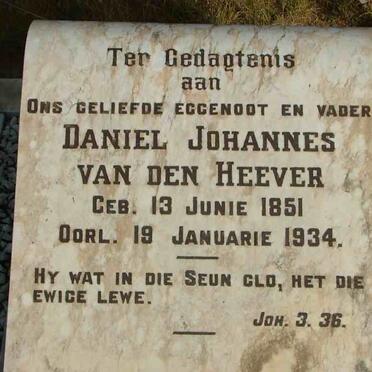 Ter Gedagtenis
aan
Ons geliefde eggenoot en vader
Daniel Johannes
van den Heever
Geb. 13 Junie 1851
Oorl. 19 Januarie 1934.
Hy wat in die Seun glo, het die
ewige lewe.
Joh. 3. 36.